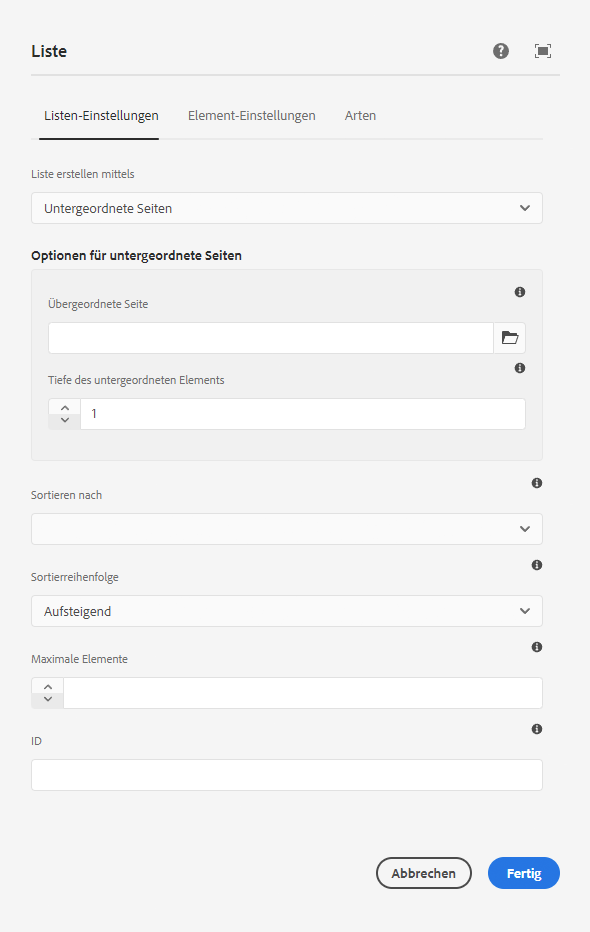 Liste
Listen-Einstellungen Element-Einstellungen Arten
Liste erstellen mittels
Untergeordnete Seiten
Optionen für untergeordnete Seiten
Übergeordnete Seite
Tiefe des untergeordneten Elements
1
Sortieren nach
Sortierreihenfolge
Aufsteigend
Maximale Elemente
ID
Abbrechen Fertig